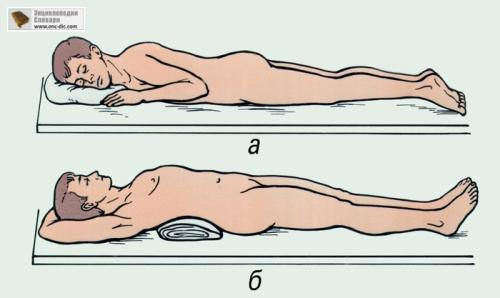 Энциклопедии
Словари
www.enc-dic.com
а
б